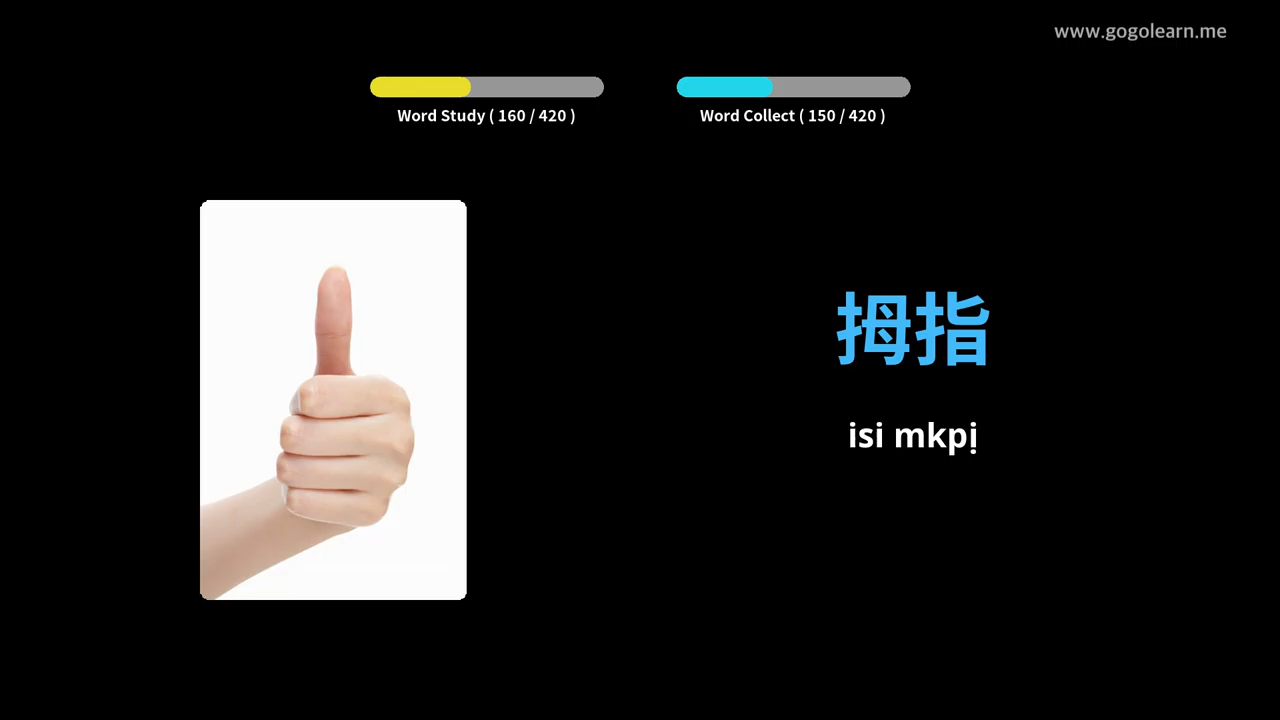 www.gogolearn.me
Word Study ( 160 / 420 )
Word Collect ( 150 / 420 )
拇指
isi mkpị